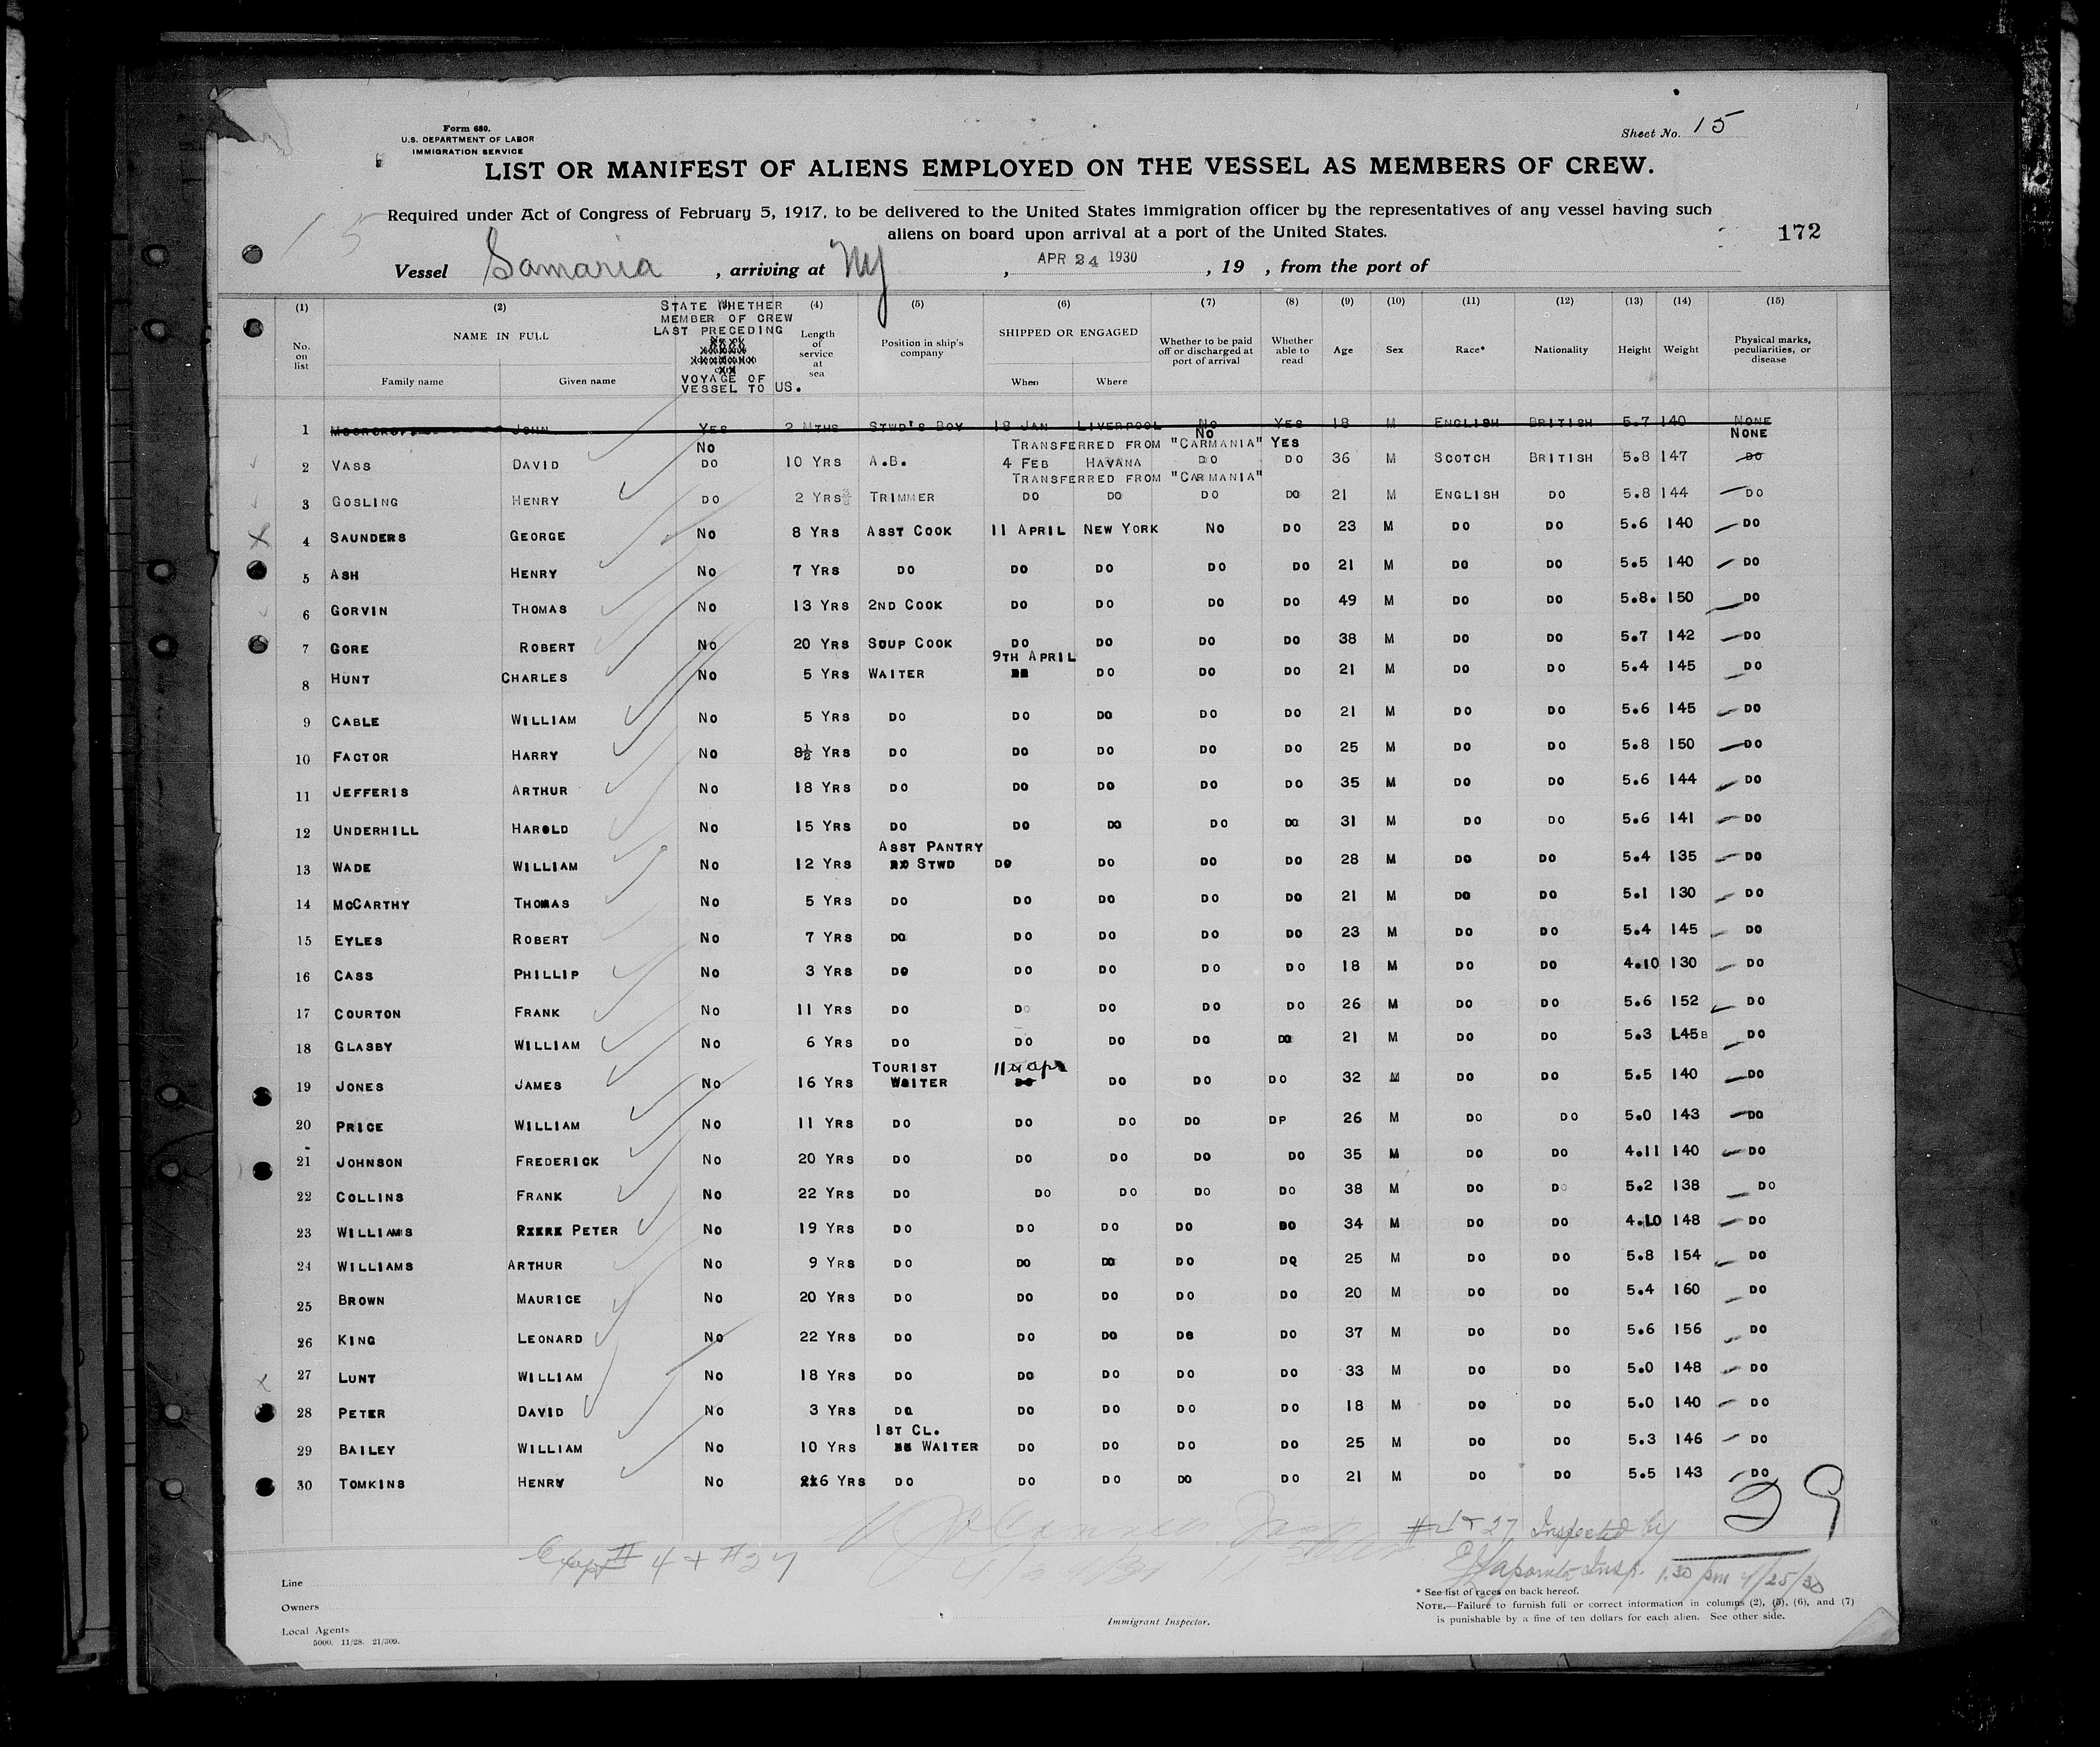 Form 680.
U.S. DEPARTMENT OF LABOR
IMMIGRATION SERVICE
Sheet No. 15
LIST OR MANIFEST OF ALIENS EMPLOYED ON THE VESSEL AS MEMBERS OF CREW.
15
Required under Act of Congress of February 5, 1917, to be delivered to the United States immigration officer by the representatives of any vessel having such
aliens on board upon arrival at a port of the United States.
172
Vessel Samaria, arriving at NY, APR 24 1930, 19 , from the port of
(1) (2) (4) (5) (6) (7) (8) (9) (10) (11) (12) (13) (14) (15)
STATE WHETHER
MEMBER OF CREW
LAST PRECEDING
VOYAGE OF
VESSEL TO US.
No. on list NAME IN FULL Length of service at sea Position in ship's company SHIPPED OR ENGAGED Whether to be paid off or discharged at port of arrival Whether able to read Age Sex Race* Nationality Height Weight Physical marks, peculiarities, or disease
Family name Given name When Where
1 JOHN YES 2 MTHS STWD'S BOY 18 JAN LIVERPOOL NO YES 18 M ENGLISH BRITISH 5.7 140 NONE
NO TRANSFERRED FROM "CARMANIA" NO YES NONE
2 VASS DAVID DO 10 YRS A.B. 4 FEB HAVANA DO DO 36 M SCOTCH BRITISH 5.8 147 DO
TRANSFERRED FROM "CARMANIA"
3 GOSLING HENRY DO 2 YRS TRIMMER DO DO DO DO 21 M ENGLISH DO 5.8 144 DO
4 SAUNDERS GEORGE NO 8 YRS ASST COOK 11 APRIL NEW YORK NO DO 23 M DO DO 5.6 140 DO
5 ASH HENRY NO 7 YRS DO DO DO DO DO 21 M DO DO 5.5 140 DO
6 GORVIN THOMAS NO 13 YRS 2ND COOK DO DO DO DO 49 M DO DO 5.8. 150 DO
7 GORE ROBERT NO 20 YRS SOUP COOK DO DO DO DO 38 M DO DO 5.7 142 DO
9TH APRIL
8 HUNT CHARLES NO 5 YRS WAITER DO DO DO 21 M DO DO 5.4 145 DO
9 CABLE WILLIAM NO 5 YRS DO DO DO DO DO 21 M DO DO 5.6 145 DO
10 FACTOR HARRY NO 8½ YRS DO DO DO DO DO 25 M DO DO 5.8 150 DO
11 JEFFERIS ARTHUR NO 18 YRS DO DO DO DO DO 35 M DO DO 5.6 144 DO
12 UNDERHILL HAROLD NO 15 YRS DO DO DO DO DO 31 M DO DO 5.6 141 DO
ASST PANTRY
13 WADE WILLIAM NO 12 YRS STWD DO DO DO DO 28 M DO DO 5.4 135 DO
14 MCCARTHY THOMAS NO 5 YRS DO DO DO DO DO 21 M DO DO 5.1 130 DO
15 EYLES ROBERT NO 7 YRS DO DO DO DO DO 23 M DO DO 5.4 145 DO
16 CASS PHILLIP NO 3 YRS DO DO DO DO DO 18 M DO DO 4.10 130 DO
17 COURTON FRANK NO 11 YRS DO DO DO DO DO 26 M DO DO 5.6 152 DO
18 GLASBY WILLIAM NO 6 YRS DO DO DO DO DO 21 M DO DO 5.3 L45B DO
TOURIST 11th Apr
19 JONES JAMES NO 16 YRS WAITER DO DO DO DO 32 M DO DO 5.5 140 DO
20 PRICE WILLIAM NO 11 YRS DO DO DO DO DP 26 M DO DO 5.0 143 DO
21 JOHNSON FREDERICK NO 20 YRS DO DO DO DO DO 35 M DO DO 4.11 140 DO
22 COLLINS FRANK NO 22 YRS DO DO DO DO DO 38 M DO DO 5.2 138 DO
23 WILLIAMS PETER NO 19 YRS DO DO DO DO DO 34 M DO DO 4.10 148 DO
24 WILLIAMS ARTHUR NO 9 YRS DO DO DO DO DO 25 M DO DO 5.8 154 DO
25 BROWN MAURICE NO 20 YRS DO DO DO DO DO 20 M DO DO 5.4 160 DO
26 KING LEONARD NO 22 YRS DO DO DO DO DO 37 M DO DO 5.6 156 DO
27 LUNT WILLIAM NO 18 YRS DO DO DO DO DO 33 M DO DO 5.0 148 DO
28 PETER DAVID NO 3 YRS DO DO DO DO DO 18 M DO DO 5.0 140 DO
1ST CL.
29 BAILEY WILLIAM NO 10 YRS WAITER DO DO DO DO 25 M DO DO 5.3 146 DO
30 TOMKINS HENRY NO 6 YRS DO DO DO DO DO 21 M DO DO 5.5 143 DO
29
#4 + 27 Inspected by
Except # 4 + # 27
Insp. 1.30 pm 4/25/30
Line
Owners
Local Agents
5000. 11/28. 21/509.
Immigrant Inspector.
* See list of races on back hereof.
NOTE.—Failure to furnish full or correct information in columns (2), (5), (6), and (7)
is punishable by a fine of ten dollars for each alien. See other side.